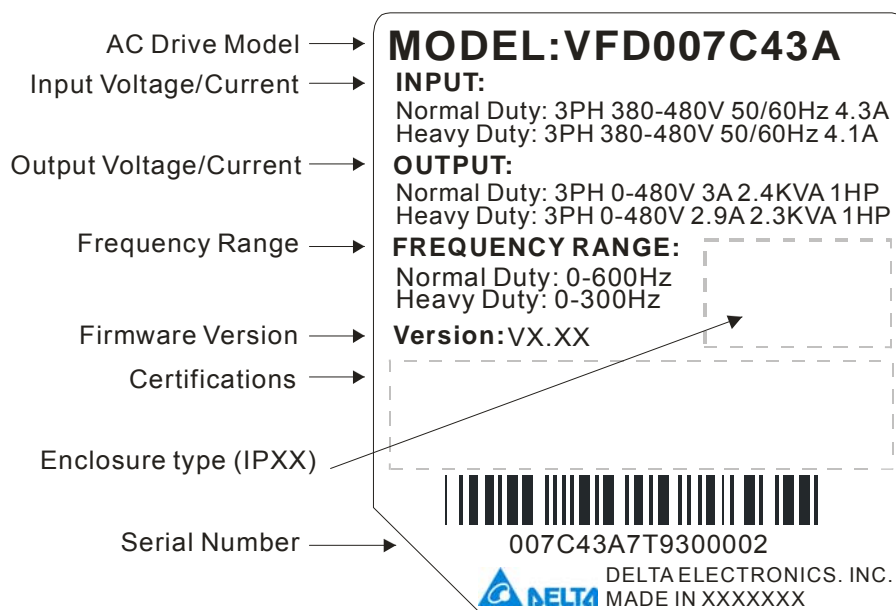 AC Drive Model
MODEL:VFD007C43A
Input Voltage/Current
INPUT:
Normal Duty: 3PH 380-480V 50/60Hz 4.3A
Heavy Duty: 3PH 380-480V 50/60Hz 4.1A
Output Voltage/Current
OUTPUT:
Normal Duty: 3PH 0-480V 3A 2.4KVA 1HP
Heavy Duty: 3PH 0-480V 2.9A 2.3KVA 1HP
Frequency Range
FREQUENCY RANGE:
Normal Duty: 0-600Hz
Heavy Duty: 0-300Hz
Firmware Version
Version:VX.XX
Certifications
Enclosure type (IPXX)
Serial Number
007C43A7T9300002
DELTA
DELTA ELECTRONICS. INC.
MADE IN XXXXXXX